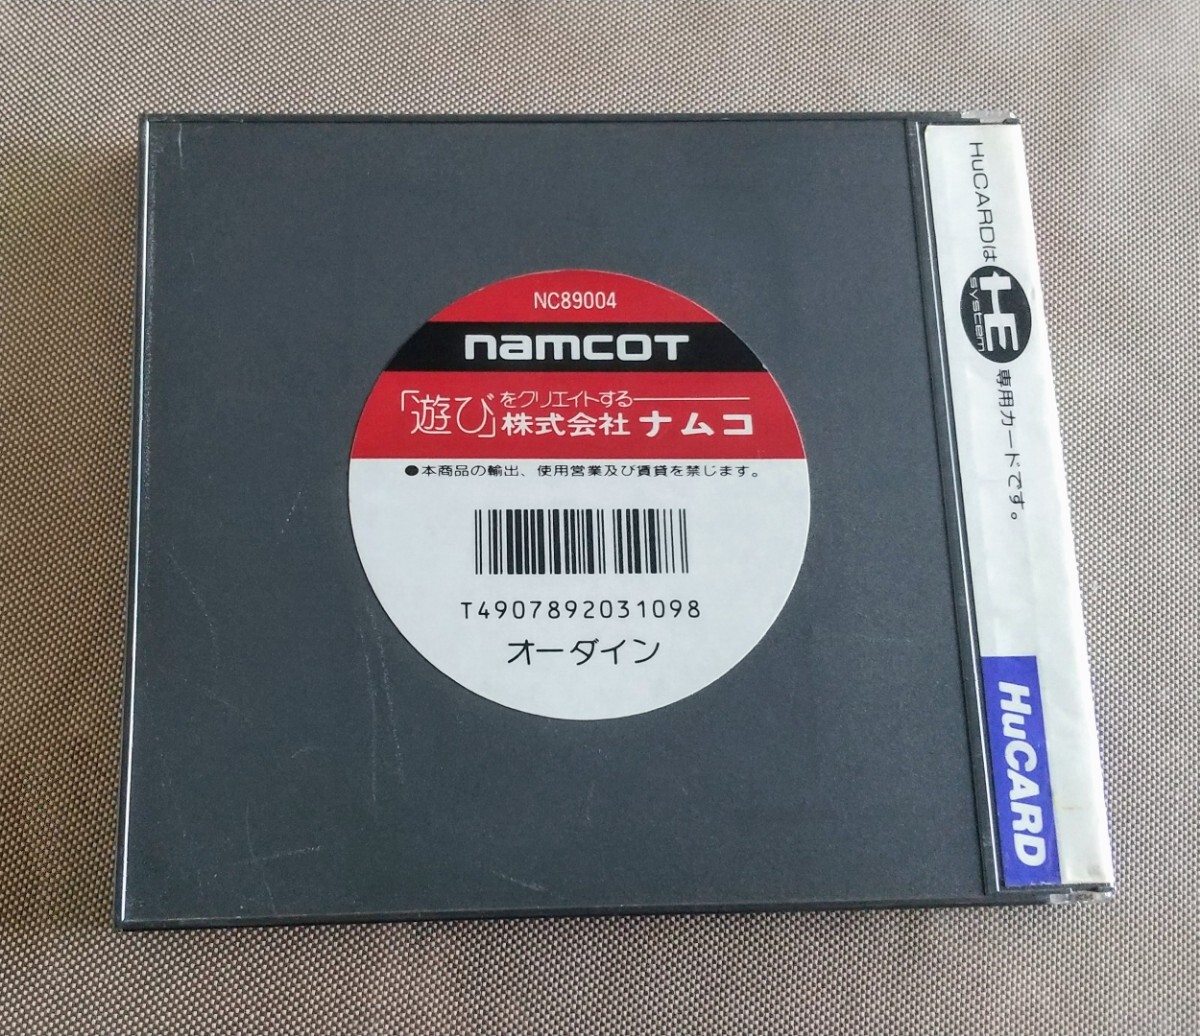 NC89004
namcoT
「遊び」をクリエイトする
株式会社ナムコ
●本商品の輸出、使用営業及び賃貸を禁じます。
T4907892031098
オーダイン
HuCARDは HE system 専用カードです。
HuCARD